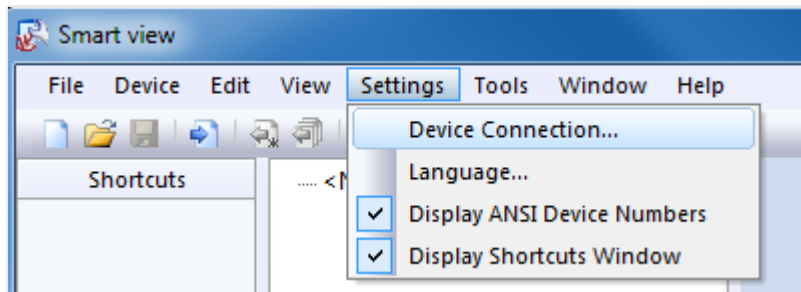 Smart view
File Device Edit View Settings Tools Window Help
Device Connection...
Shortcuts
Language...
Display ANSI Device Numbers
Display Shortcuts Window